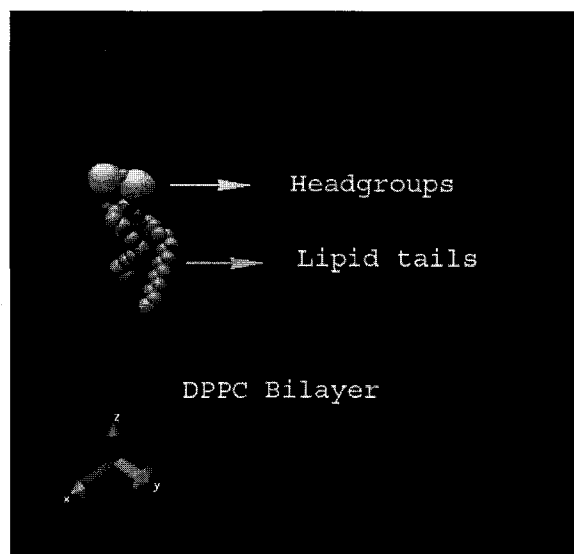 Headgroups
Lipid tails
DPPC Bilayer
z
x
y